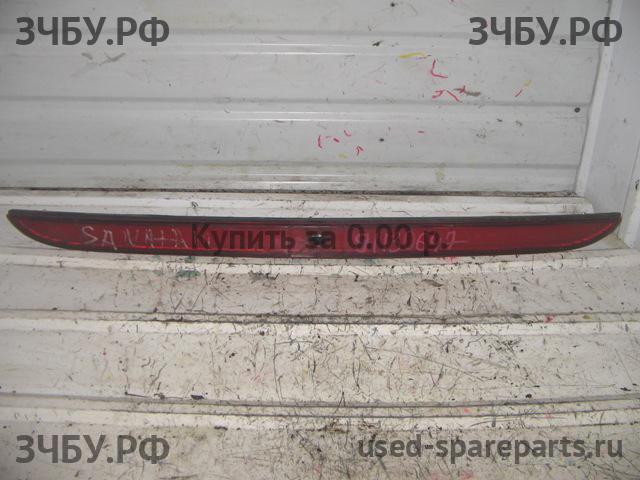 ЗЧБУ.РФ ЗЧБУ.РФ
Купить за 0.00 р.
ЗЧБУ.РФ used-spareparts.ru